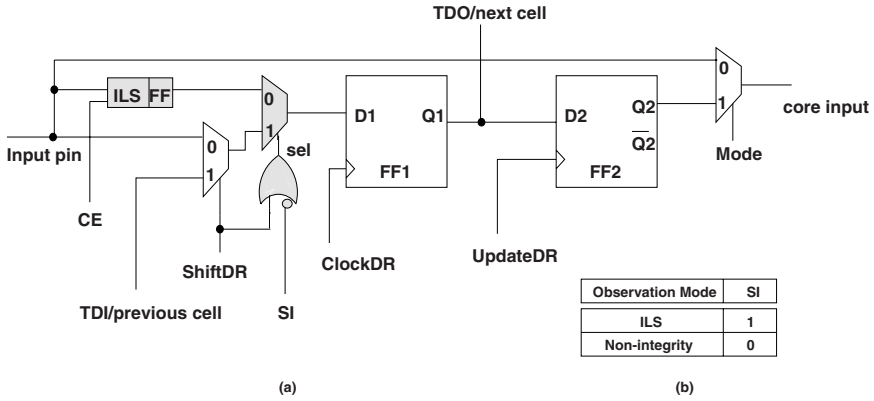 TDO/next cell
0
1
core input
Mode
ILS FF
0
1
sel
D1 Q1
FF1
D2 Q2
Q2
FF2
Input pin
0
1
CE
ShiftDR
ClockDR
UpdateDR
TDI/previous cell
SI
Observation Mode SI
ILS 1
Non-integrity 0
(a) (b)